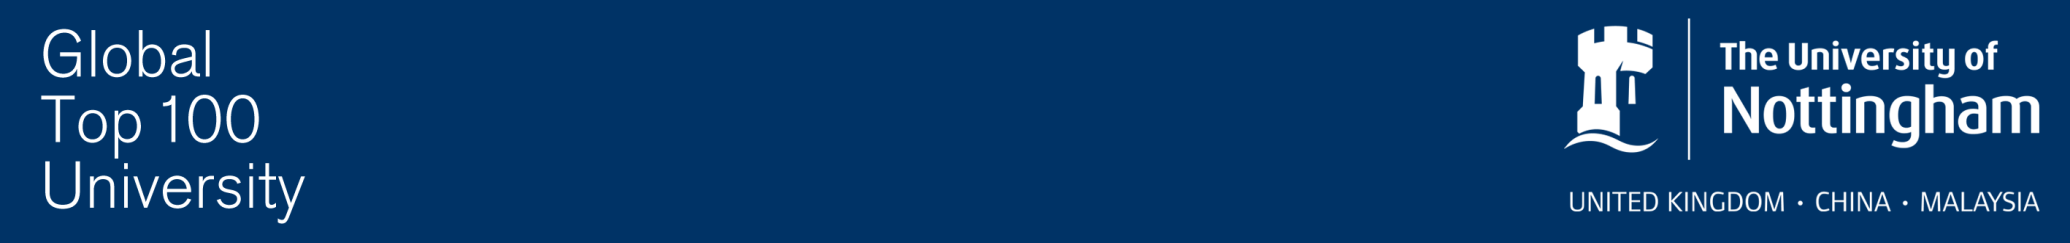 Global
Top 100
University
The University of
Nottingham
UNITED KINGDOM · CHINA · MALAYSIA